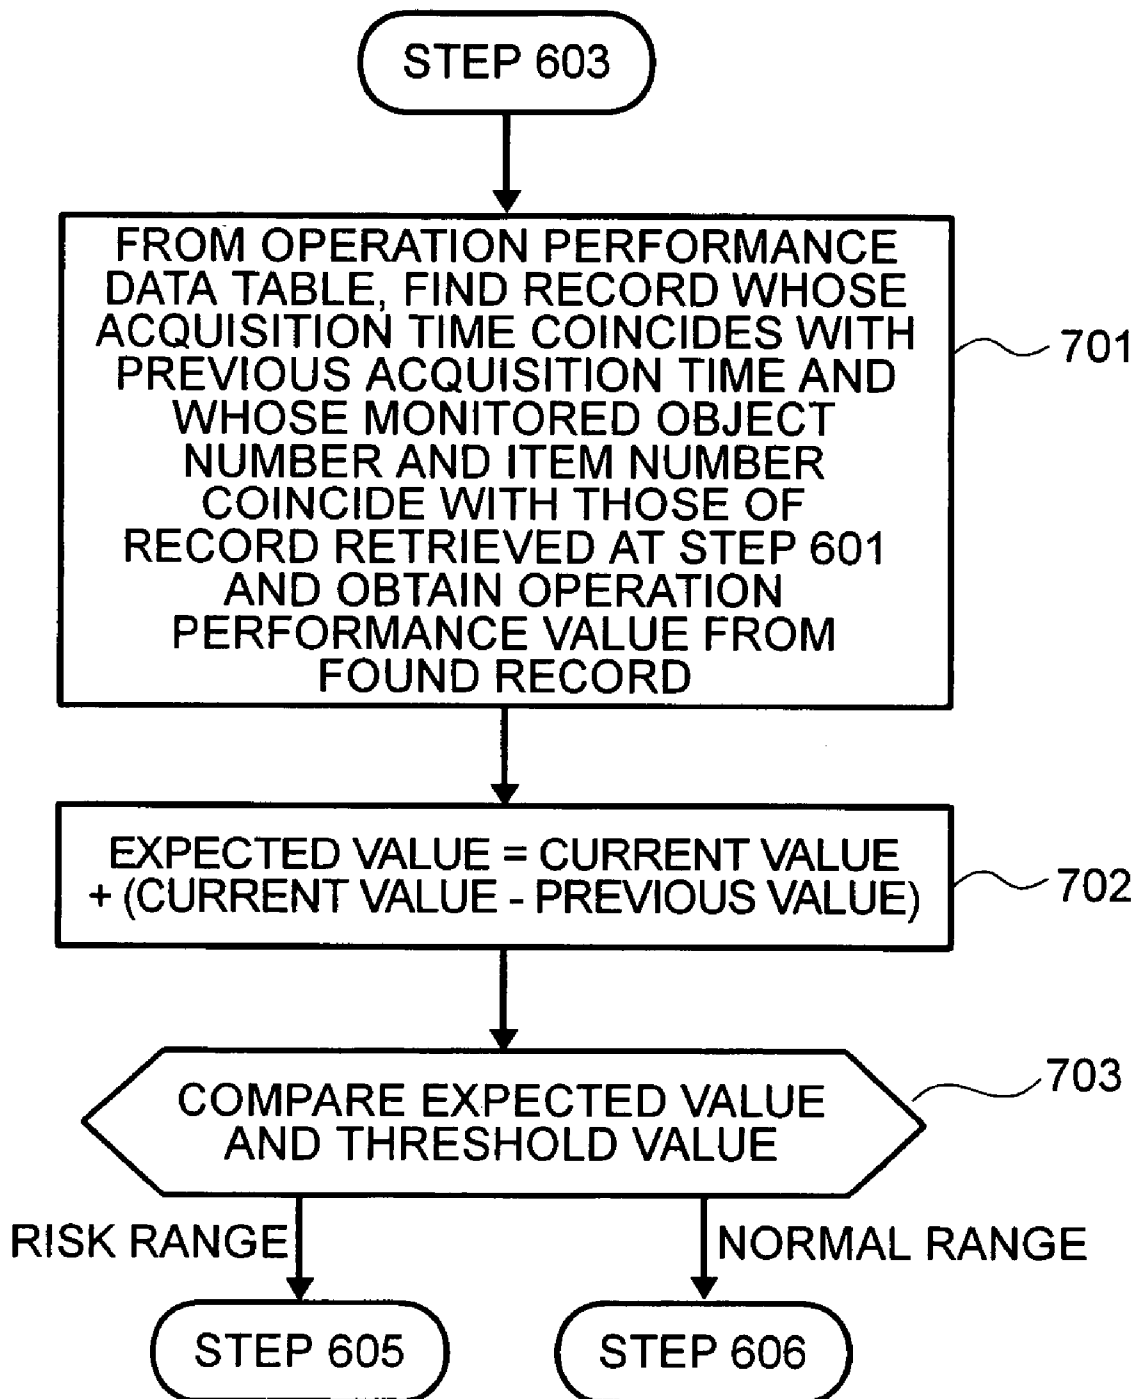 STEP 603
FROM OPERATION PERFORMANCE
DATA TABLE, FIND RECORD WHOSE
ACQUISITION TIME COINCIDES WITH
PREVIOUS ACQUISITION TIME AND
WHOSE MONITORED OBJECT
NUMBER AND ITEM NUMBER
COINCIDE WITH THOSE OF
RECORD RETRIEVED AT STEP 601
AND OBTAIN OPERATION
PERFORMANCE VALUE FROM
FOUND RECORD
701
EXPECTED VALUE = CURRENT VALUE
+ (CURRENT VALUE - PREVIOUS VALUE)
702
COMPARE EXPECTED VALUE
AND THRESHOLD VALUE
703
RISK RANGE
NORMAL RANGE
STEP 605
STEP 606